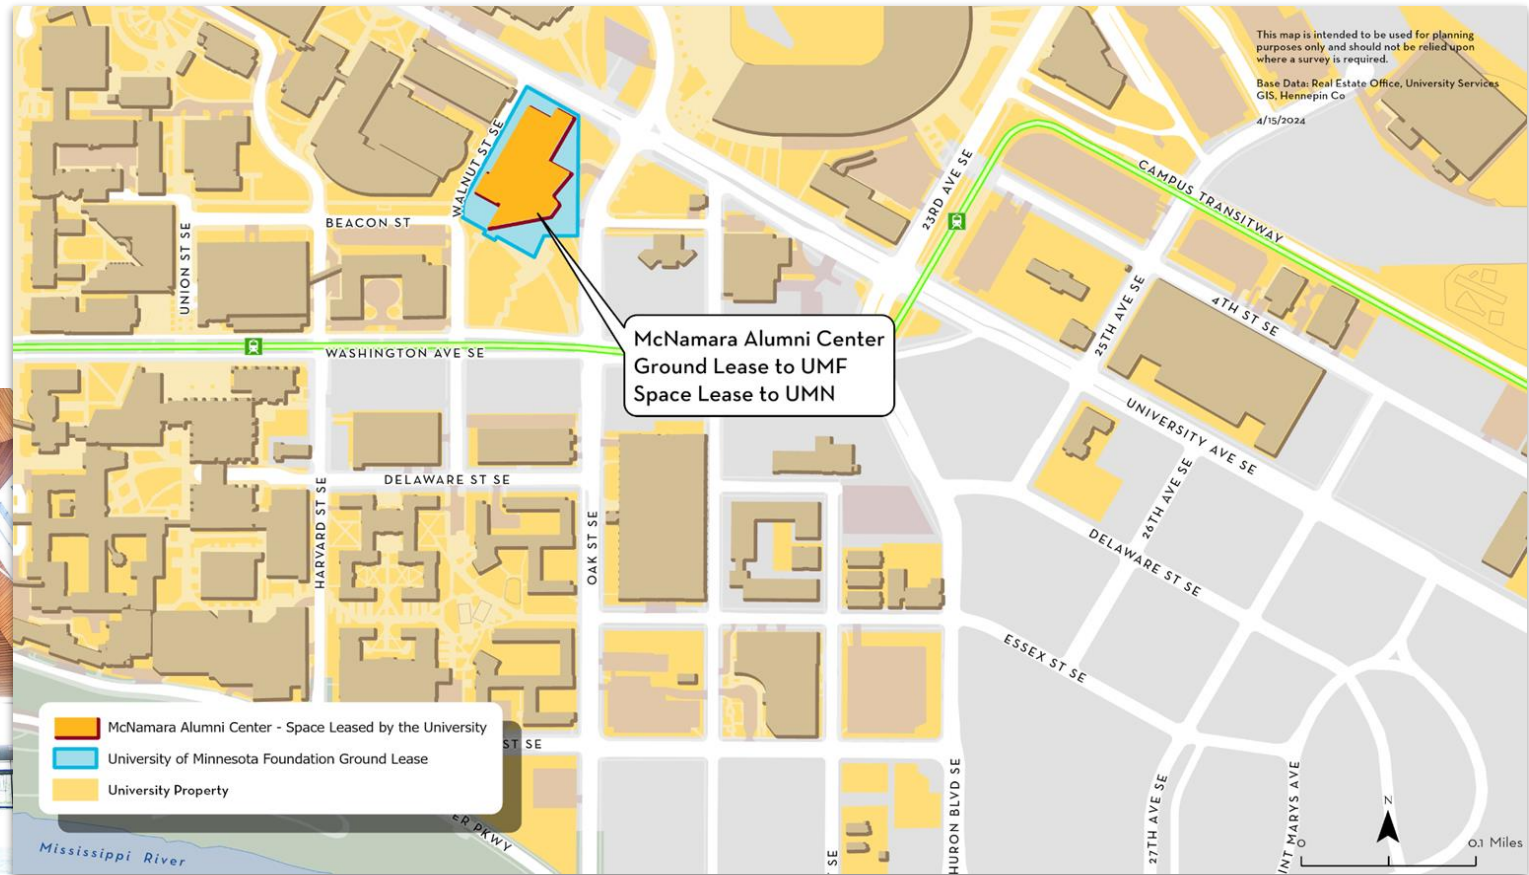 This map is intended to be used for planning
purposes only and should not be relied upon
where a survey is required.
Base Data: Real Estate Office, University Services
GIS, Hennepin Co
4/15/2024
WALNUT ST SE
BEACON ST
UNION ST SE
23RD AVE SE
CAMPUS TRANSITWAY
4TH ST SE
25TH AVE SE
McNamara Alumni Center
Ground Lease to UMF
Space Lease to UMN
WASHINGTON AVE SE
UNIVERSITY AVE SE
DELAWARE ST SE
26TH AVE SE
HARVARD ST SE
OAK ST SE
DELAWARE ST SE
ESSEX ST SE
McNamara Alumni Center - Space Leased by the University
University of Minnesota Foundation Ground Lease
University Property
ST SE
ER PKWY
Mississippi River
SE
HURON BLVD SE
27TH AVE SE
INT MARYS AVE
N
0
0.1 Miles